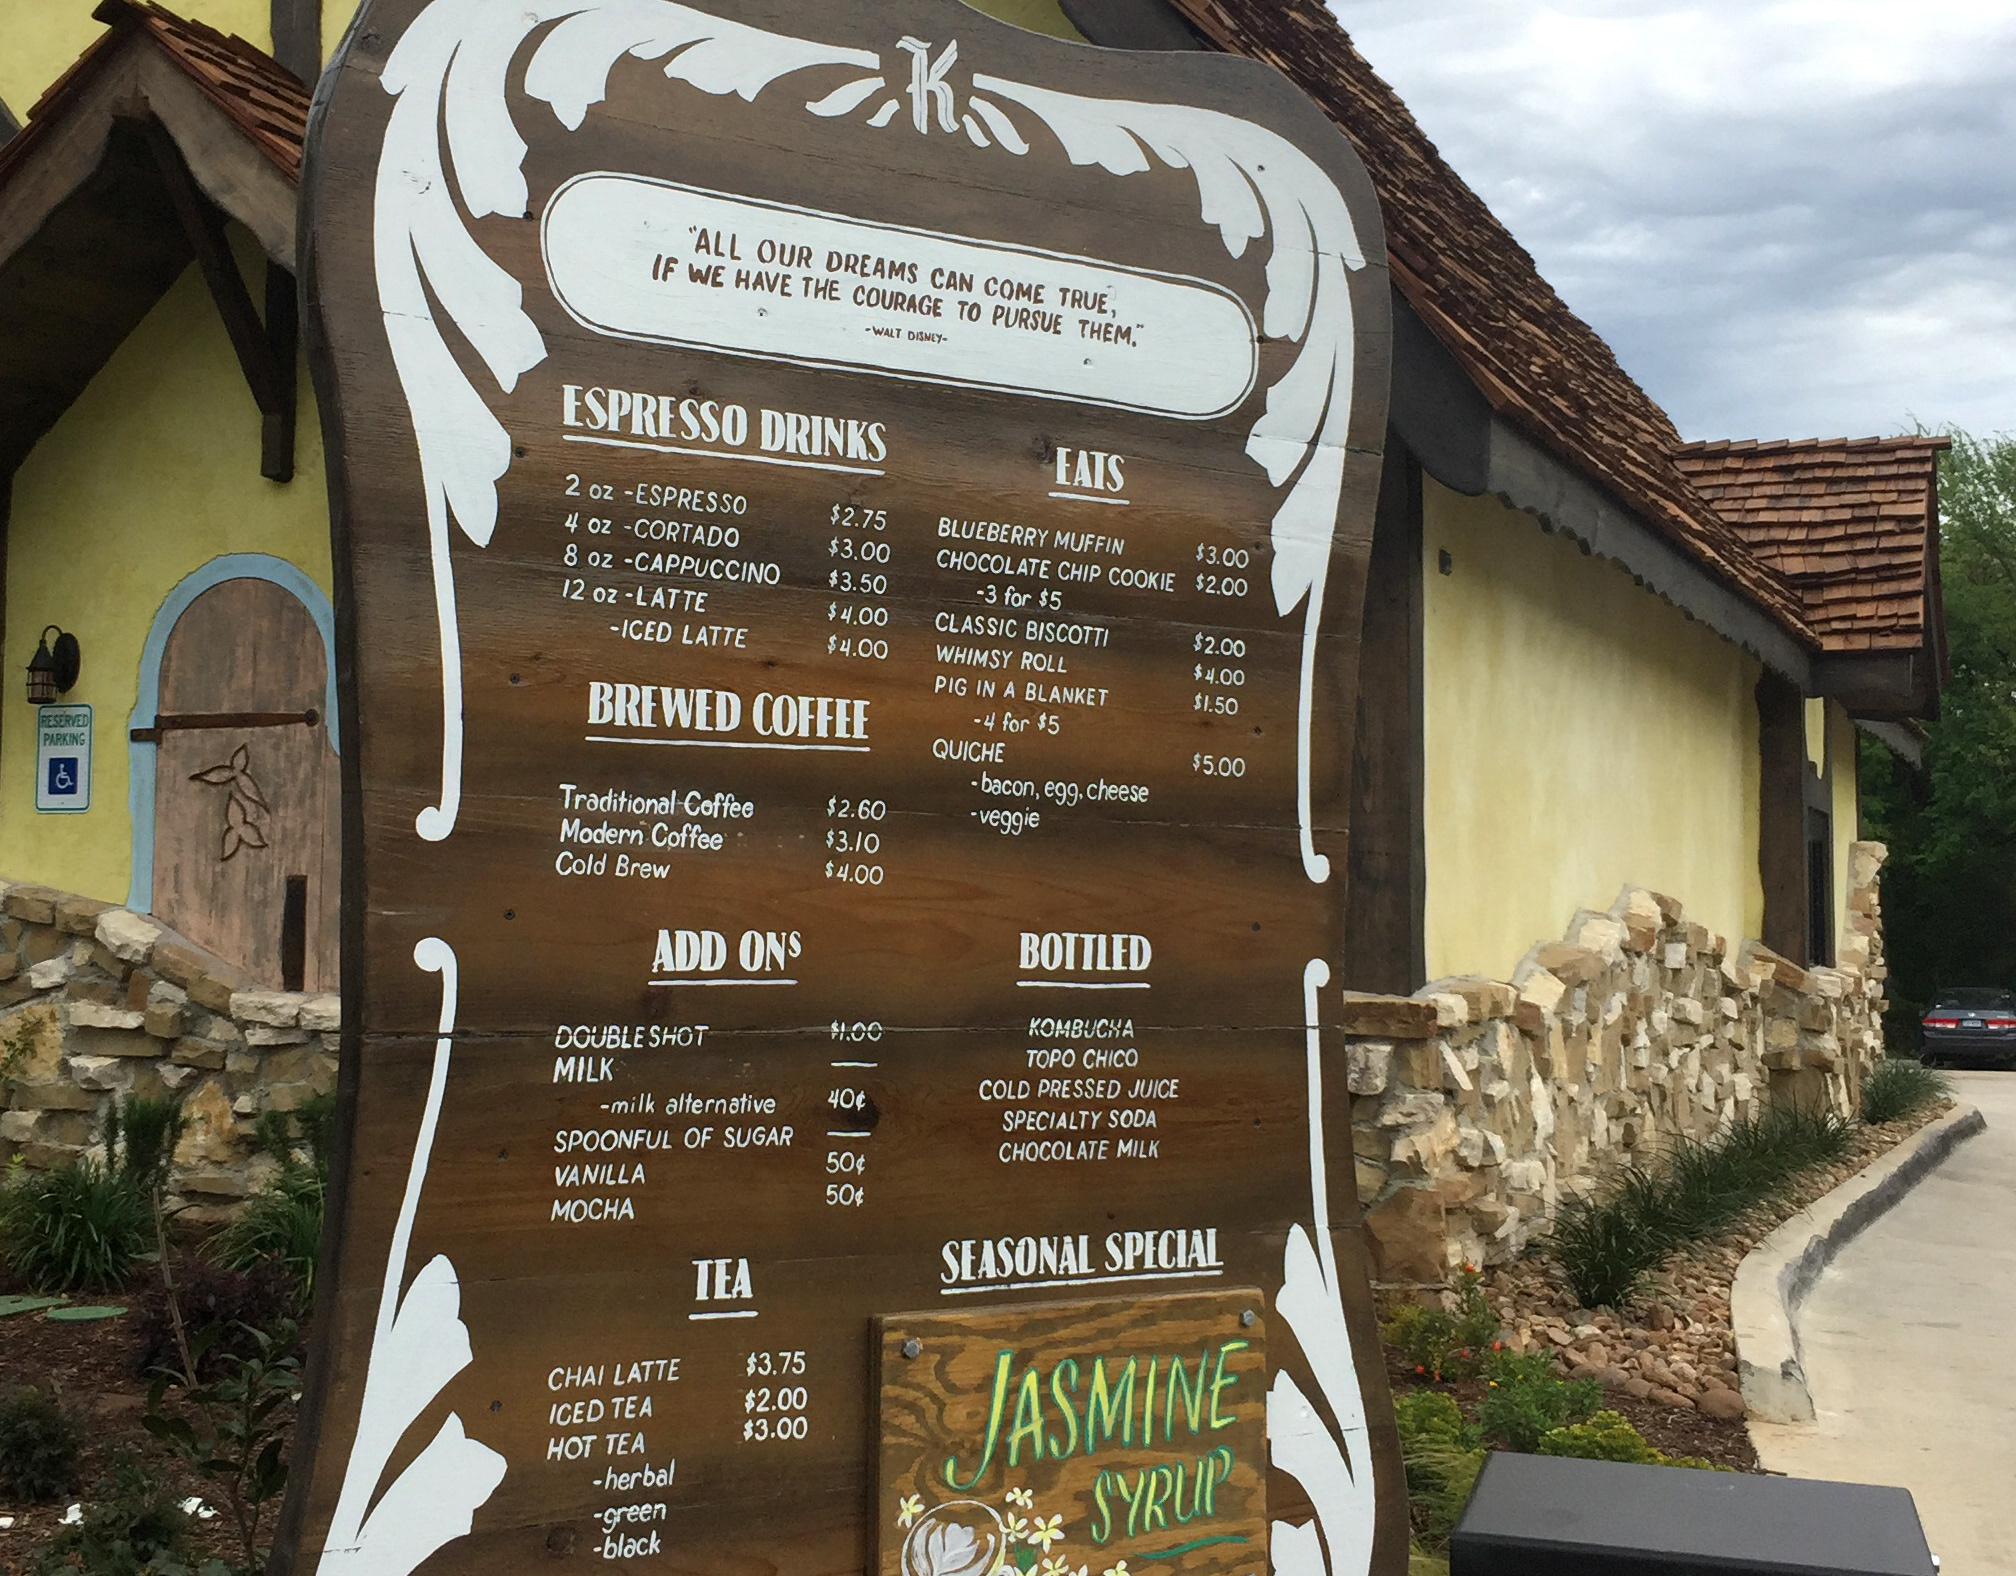 K
"ALL OUR DREAMS CAN COME TRUE,
IF WE HAVE THE COURAGE TO PURSUE THEM."
-WALT DISNEY-
ESPRESSO DRINKS
2 oz -ESPRESSO $2.75
4 oz -CORTADO $3.00
8 oz -CAPPUCCINO $3.50
12 oz -LATTE $4.00
-ICED LATTE $4.00
BREWED COFFEE
Traditional Coffee $2.60
Modern Coffee $3.10
Cold Brew $4.00
ADD ONS
DOUBLE SHOT $1.00
MILK —
-milk alternative 40¢
SPOONFUL OF SUGAR —
VANILLA 50¢
MOCHA 50¢
TEA
CHAI LATTE $3.75
ICED TEA $2.00
HOT TEA $3.00
-herbal
-green
-black
EATS
BLUEBERRY MUFFIN $3.00
CHOCOLATE CHIP COOKIE $2.00
-3 for $5
CLASSIC BISCOTTI $2.00
WHIMSY ROLL $4.00
PIG IN A BLANKET $1.50
-4 for $5
QUICHE $5.00
-bacon, egg, cheese
-veggie
BOTTLED
KOMBUCHA
TOPO CHICO
COLD PRESSED JUICE
SPECIALTY SODA
CHOCOLATE MILK
SEASONAL SPECIAL
JASMINE
SYRUP
RESERVED
PARKING